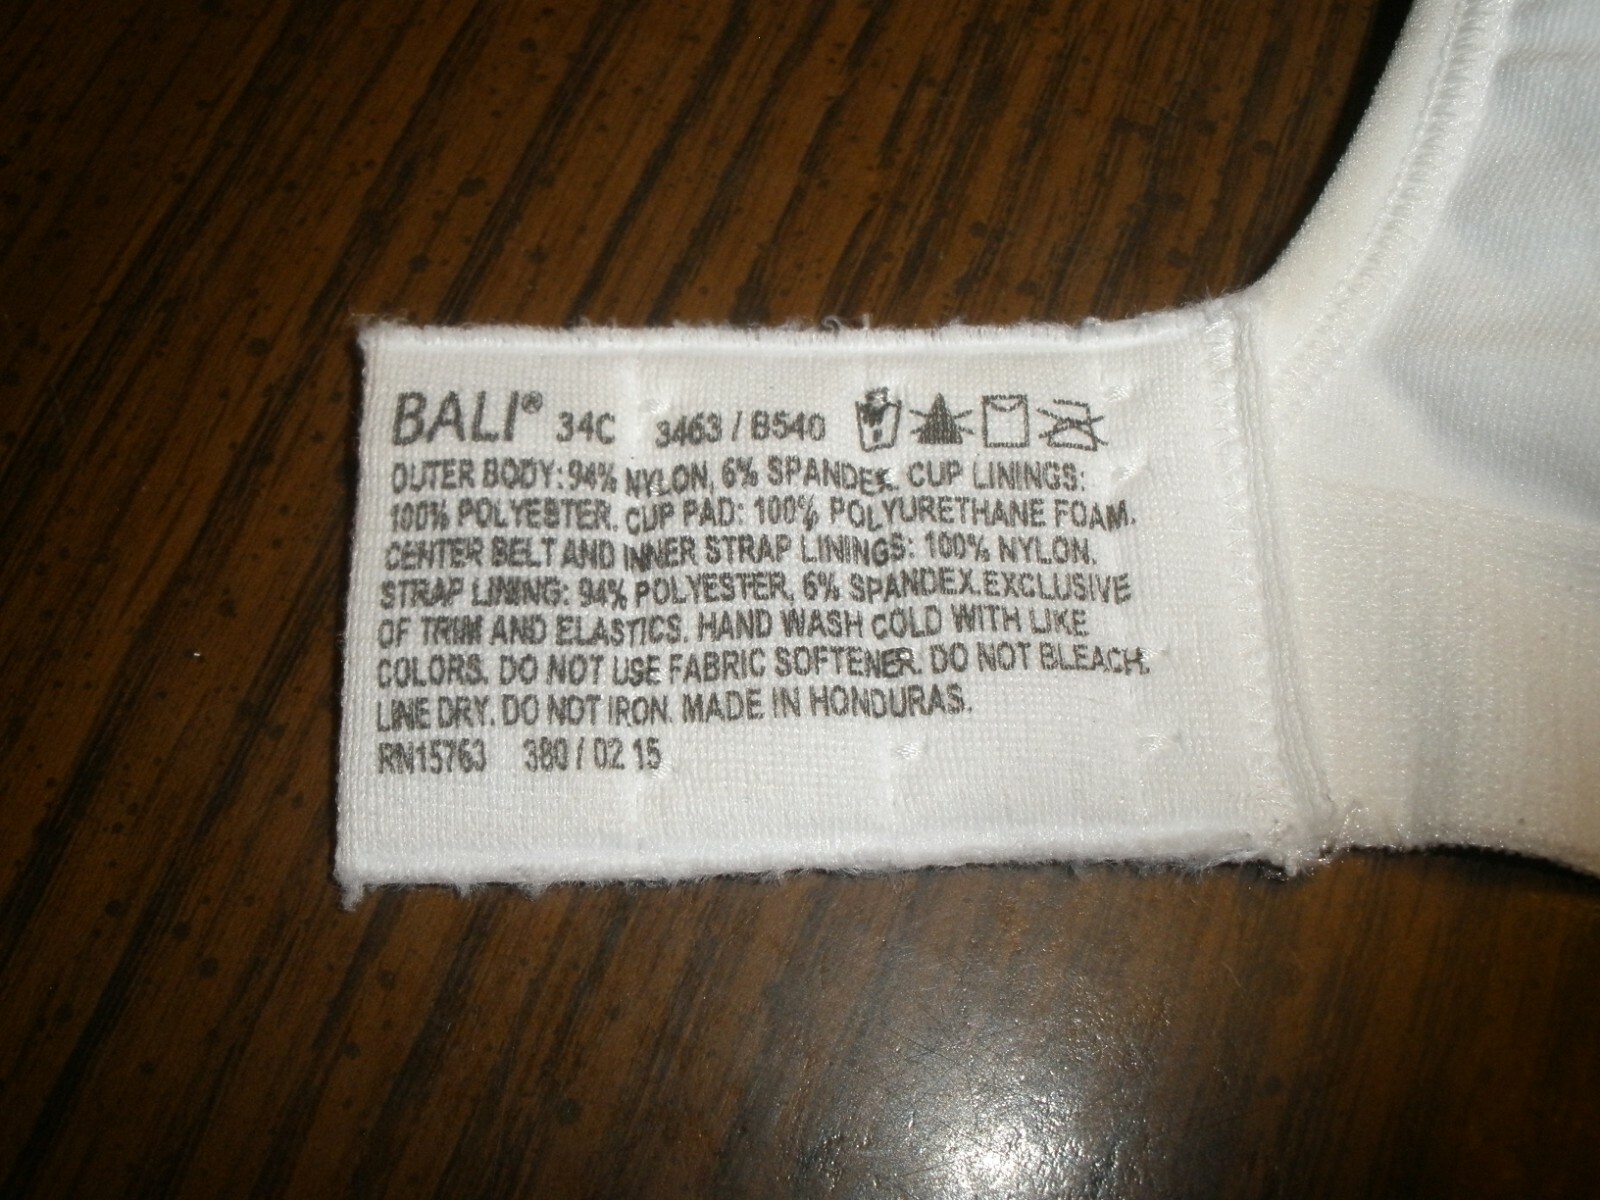 BALI® 34C 3463 / B540
OUTER BODY: 94% NYLON, 6% SPANDEX. CUP LININGS:
100% POLYESTER. CUP PAD: 100% POLYURETHANE FOAM.
CENTER BELT AND INNER STRAP LININGS: 100% NYLON.
STRAP LINING: 94% POLYESTER, 6% SPANDEX.EXCLUSIVE
OF TRIM AND ELASTICS. HAND WASH COLD WITH LIKE
COLORS. DO NOT USE FABRIC SOFTENER. DO NOT BLEACH.
LINE DRY. DO NOT IRON. MADE IN HONDURAS.
RN15763 380 / 02 15